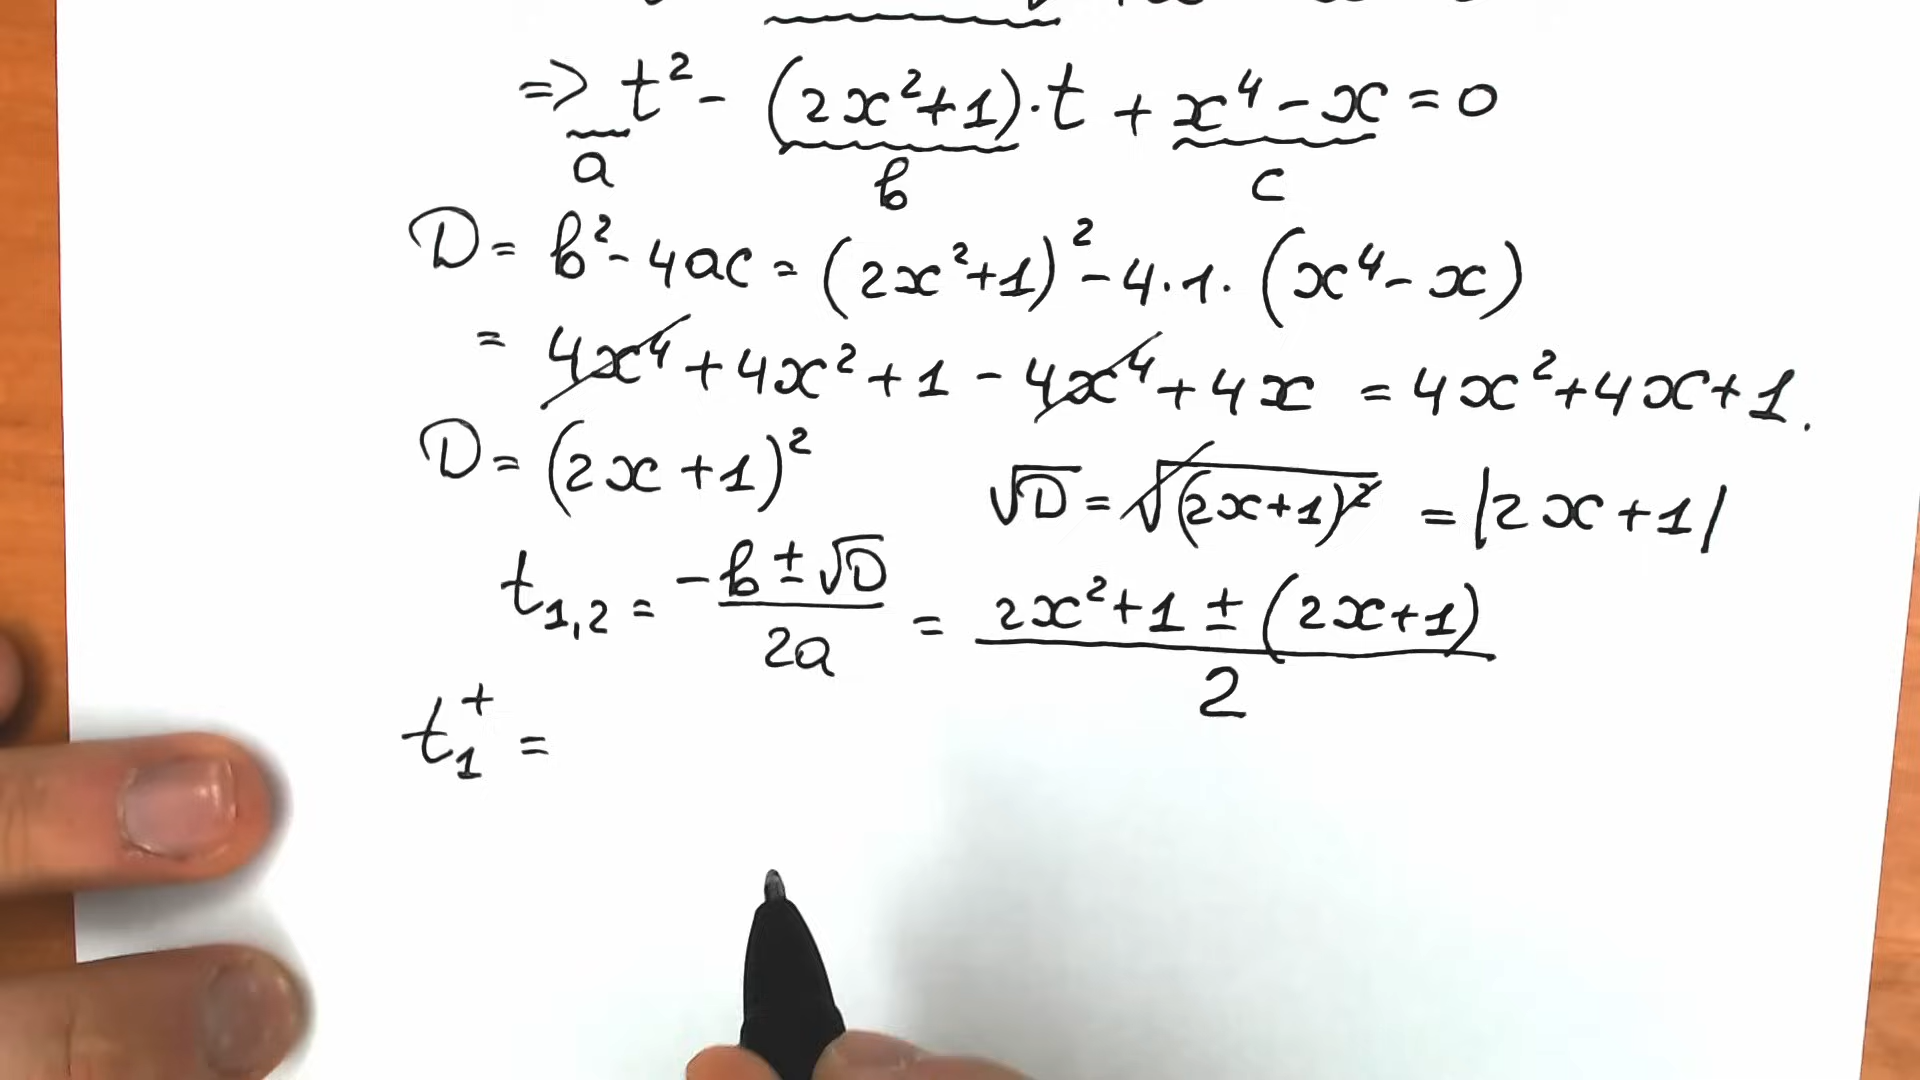 => t² - (2x²+1)·t + x⁴ - x = 0
a b c
D = b² - 4ac = (2x²+1)² - 4·1·(x⁴ - x)
= 4x⁴ + 4x² + 1 - 4x⁴ + 4x = 4x² + 4x + 1.
D = (2x+1)² √D = √(2x+1)² = |2x+1|
t₁,₂ = (-b ± √D)/(2a) = (2x²+1 ± (2x+1))/2
t₁⁺ =